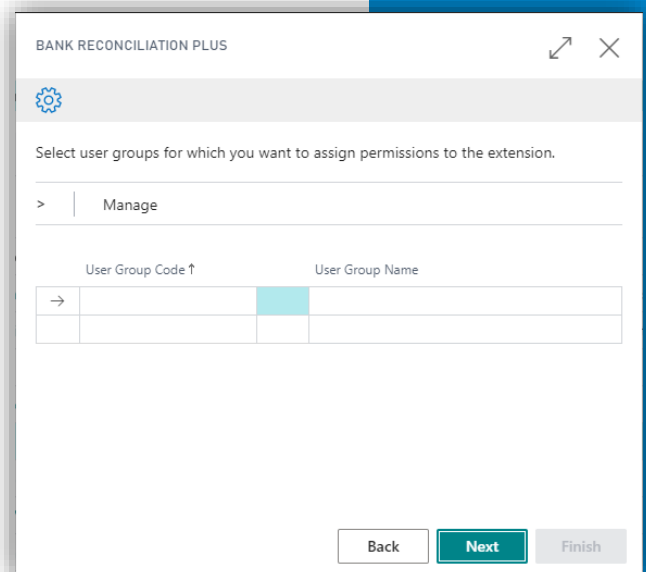 BANK RECONCILIATION PLUS
Select user groups for which you want to assign permissions to the extension.
> Manage
User Group Code ↑ User Group Name
→
Back Next Finish